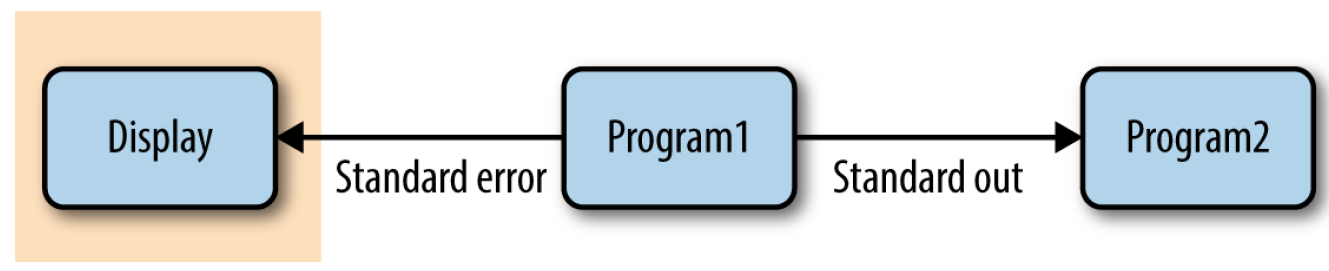 Display
Standard error
Program1
Standard out
Program2